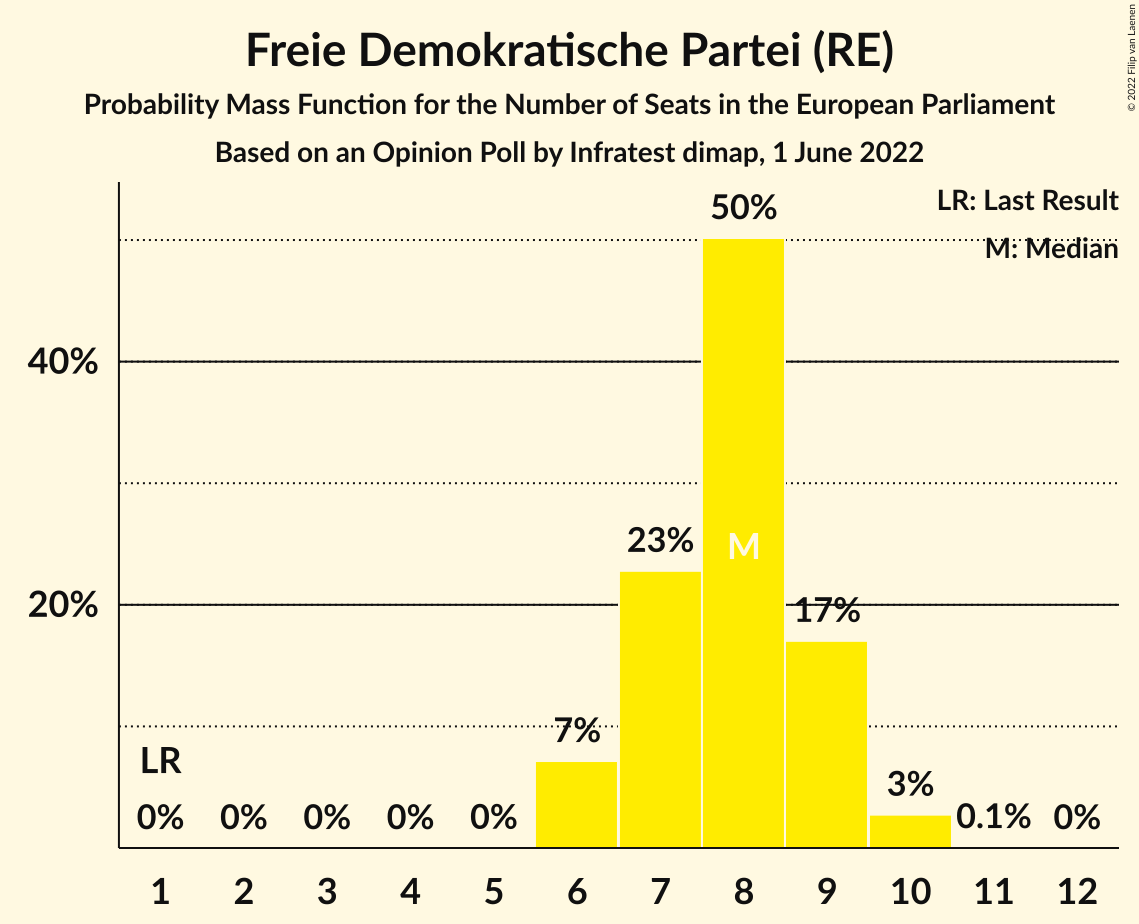 Freie Demokratische Partei (RE)
Probability Mass Function for the Number of Seats in the European Parliament
Based on an Opinion Poll by Infratest dimap, 1 June 2022
© 2022 Filip van Laenen
LR: Last Result
M: Median
50%
40%
23%
M
20%
17%
7%
LR
3%
0% 0% 0% 0% 0% 0.1% 0%
1 2 3 4 5 6 7 8 9 10 11 12